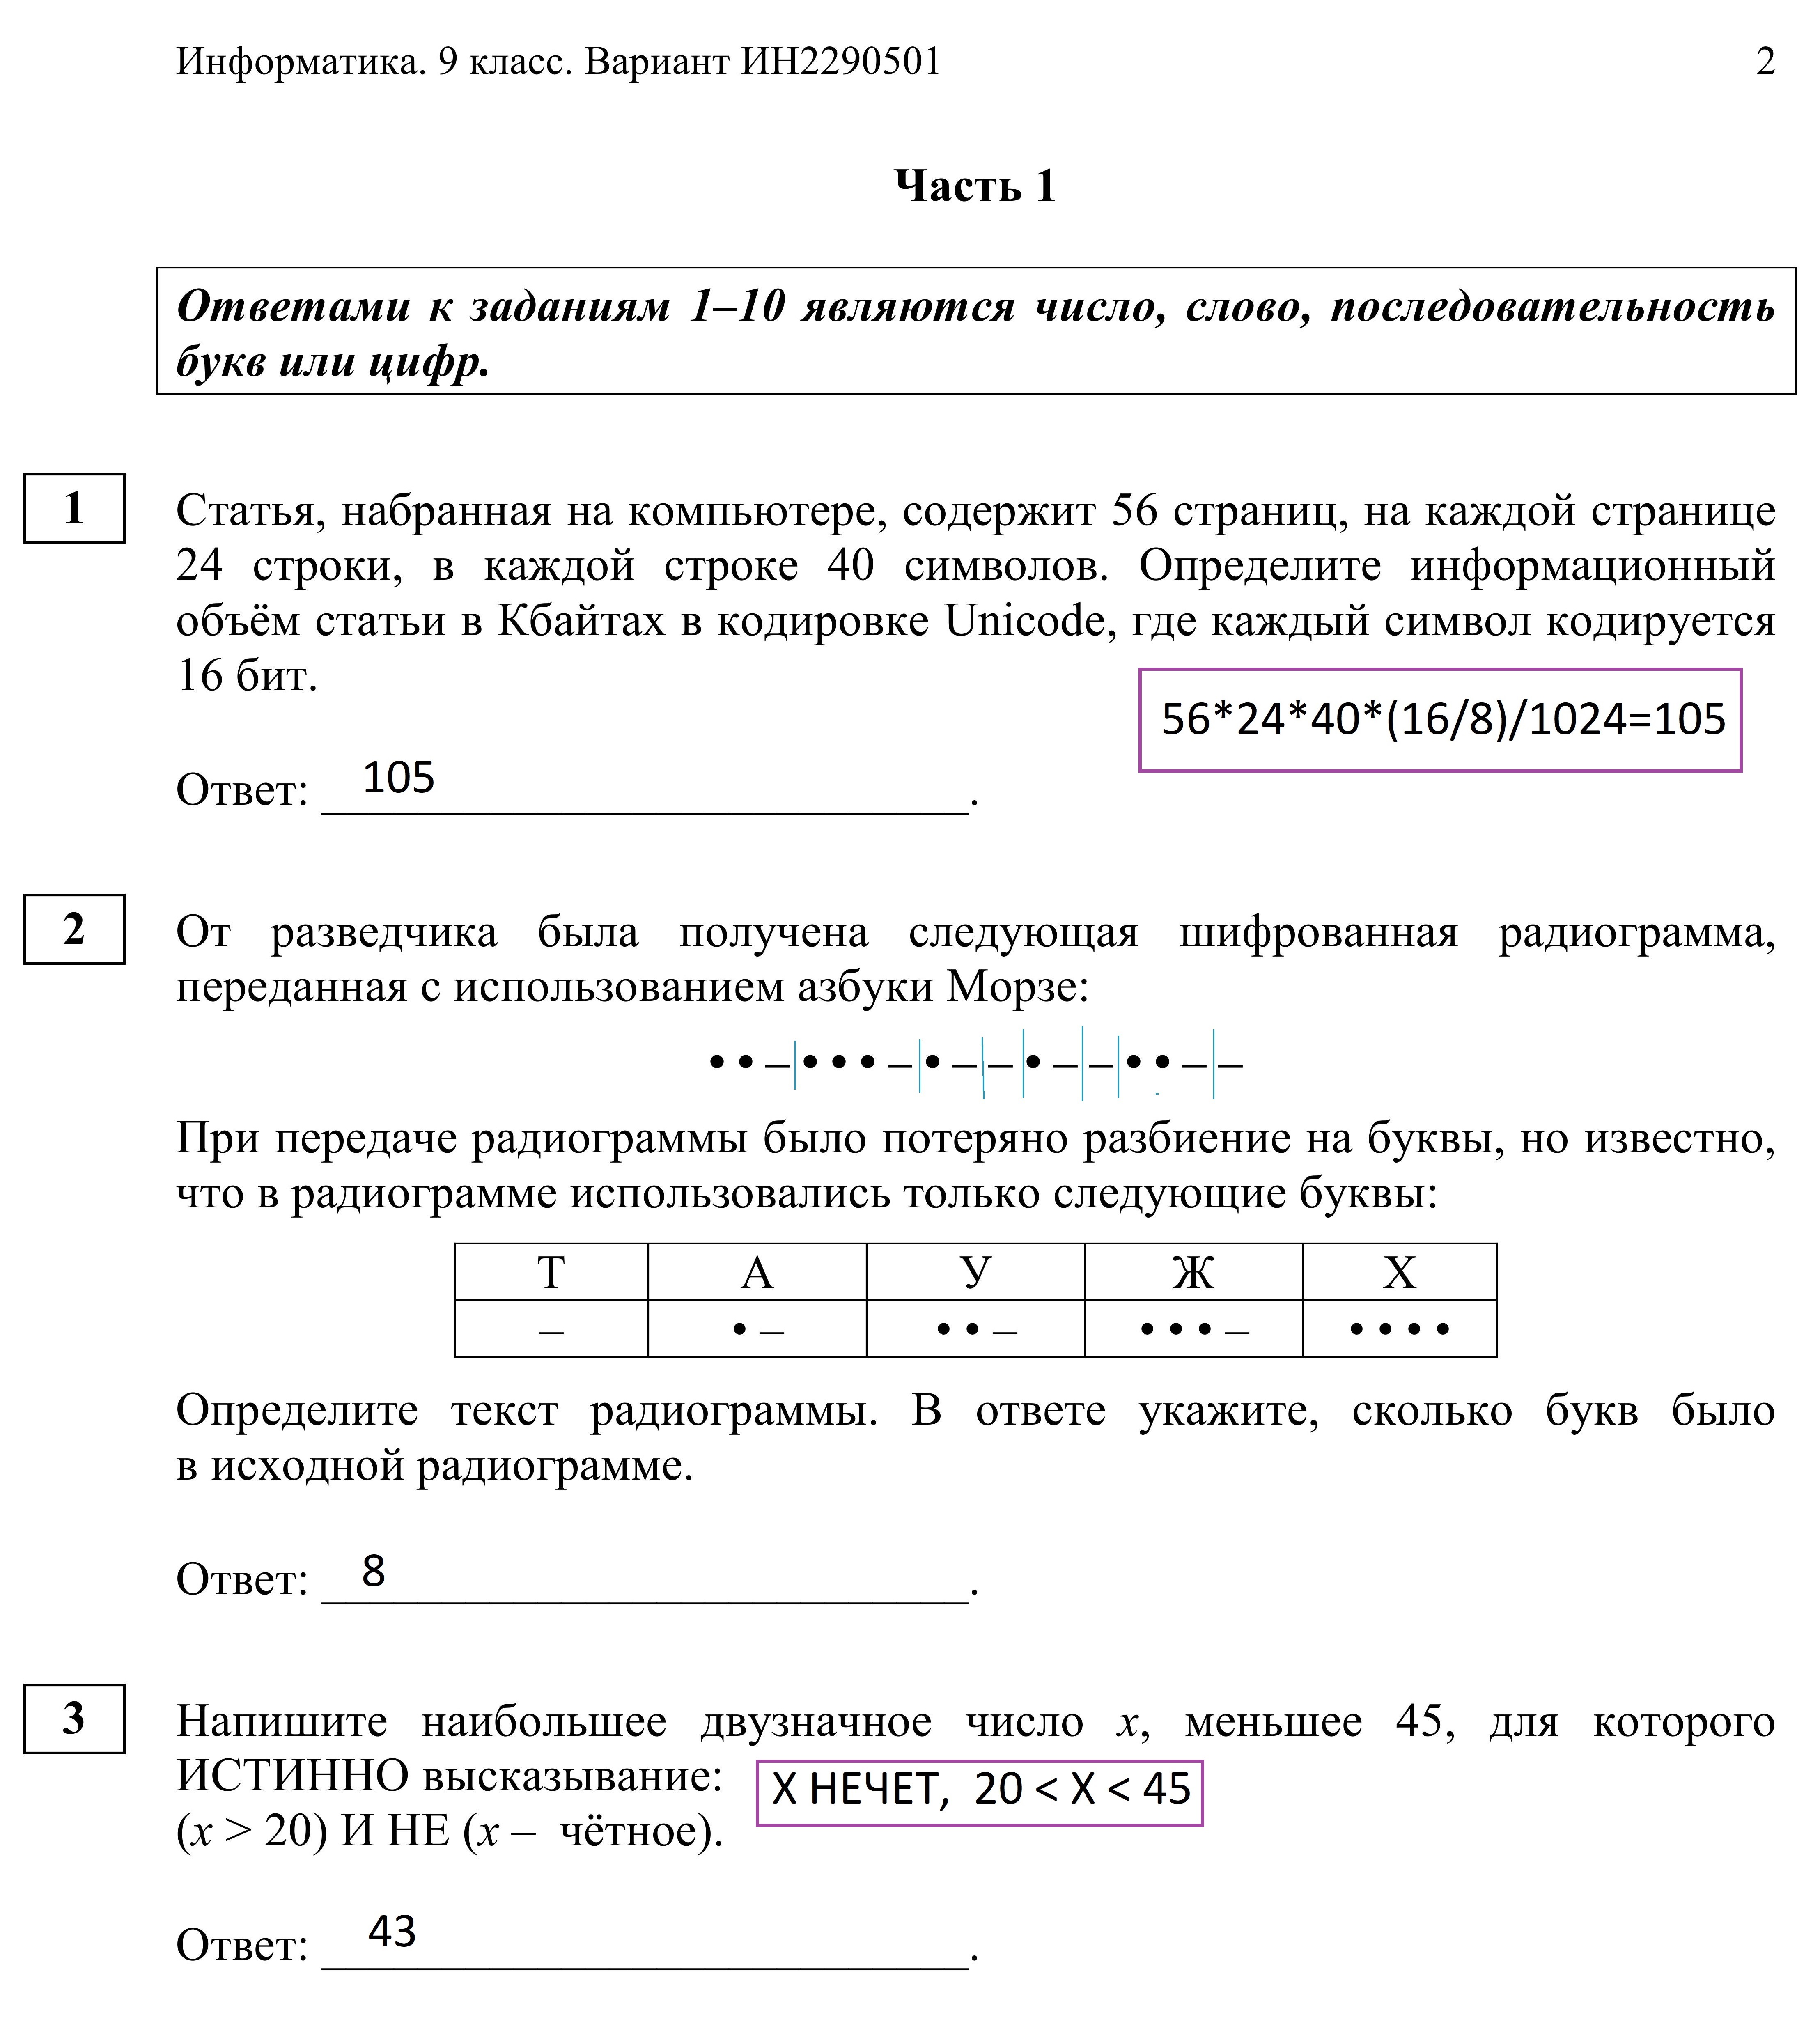 Информатика. 9 класс. Вариант ИН2290501 2
Часть 1
Ответами к заданиям 1–10 являются число, слово, последовательность
букв или цифр.
1 Статья, набранная на компьютере, содержит 56 страниц, на каждой странице
24 строки, в каждой строке 40 символов. Определите информационный
объём статьи в Кбайтах в кодировке Unicode, где каждый символ кодируется
16 бит.
56*24*40*(16/8)/1024=105
Ответ: 105.
2 От разведчика была получена следующая шифрованная радиограмма,
переданная с использованием азбуки Морзе:
• • – • • • – • – – • – – • • – –
При передаче радиограммы было потеряно разбиение на буквы, но известно,
что в радиограмме использовались только следующие буквы:
Т А У Ж Х
– • – • • – • • • – • • • •
Определите текст радиограммы. В ответе укажите, сколько букв было
в исходной радиограмме.
Ответ: 8.
3 Напишите наибольшее двузначное число x, меньшее 45, для которого
ИСТИННО высказывание:
Х НЕЧЕТ, 20 < X < 45
(x > 20) И НЕ (x – чётное).
Ответ: 43.